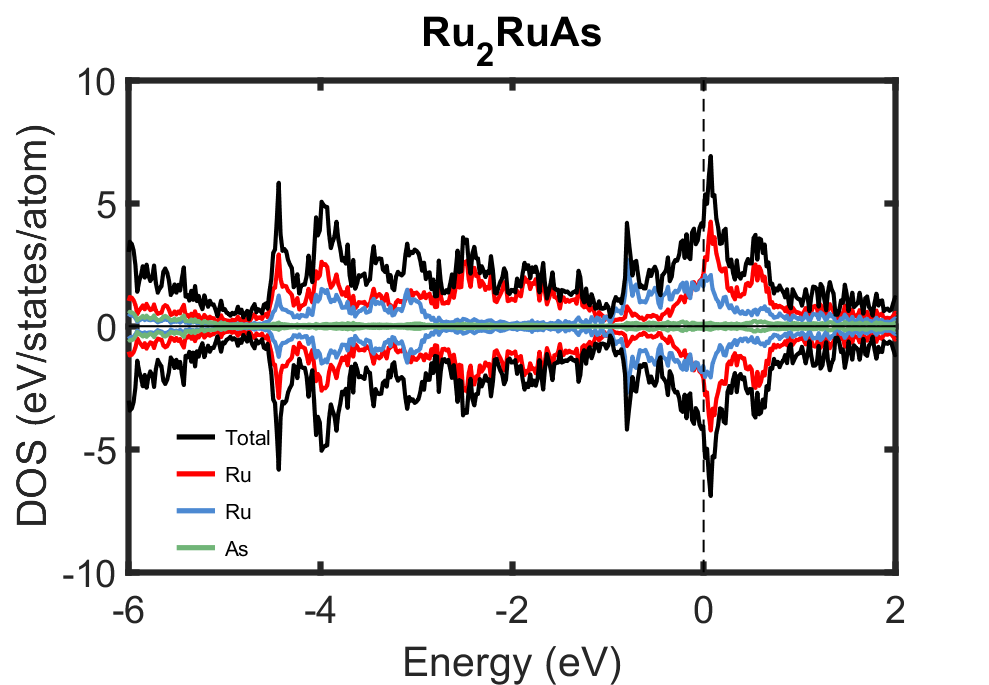 Ru2RuAs
DOS (eV/states/atom)
10
5
0
-5
-10
Total
Ru
Ru
As
-6
-4
-2
0
2
Energy (eV)